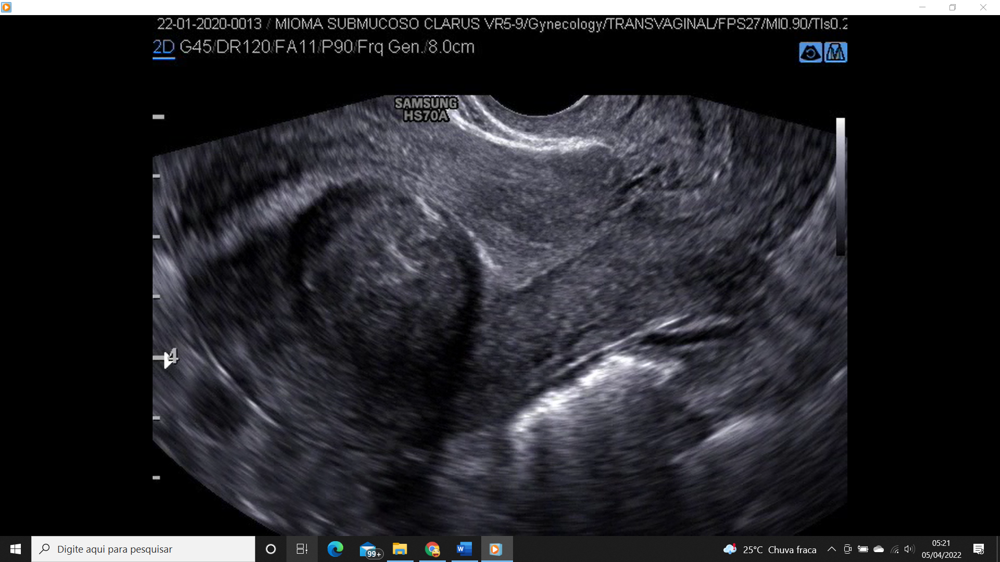 22-01-2020-0013 / MIOMA SUBMUCOSO CLARUS VR5-9/Gynecology/TRANSVAGINAL/FPS27/MI0.90/TIs0.2
2D G45/DR120/FA11/P90/Frq Gen./8.0cm
SAMSUNG
HS70A
4
Digite aqui para pesquisar
99+
25°C Chuva fraca
05:21
05/04/2022